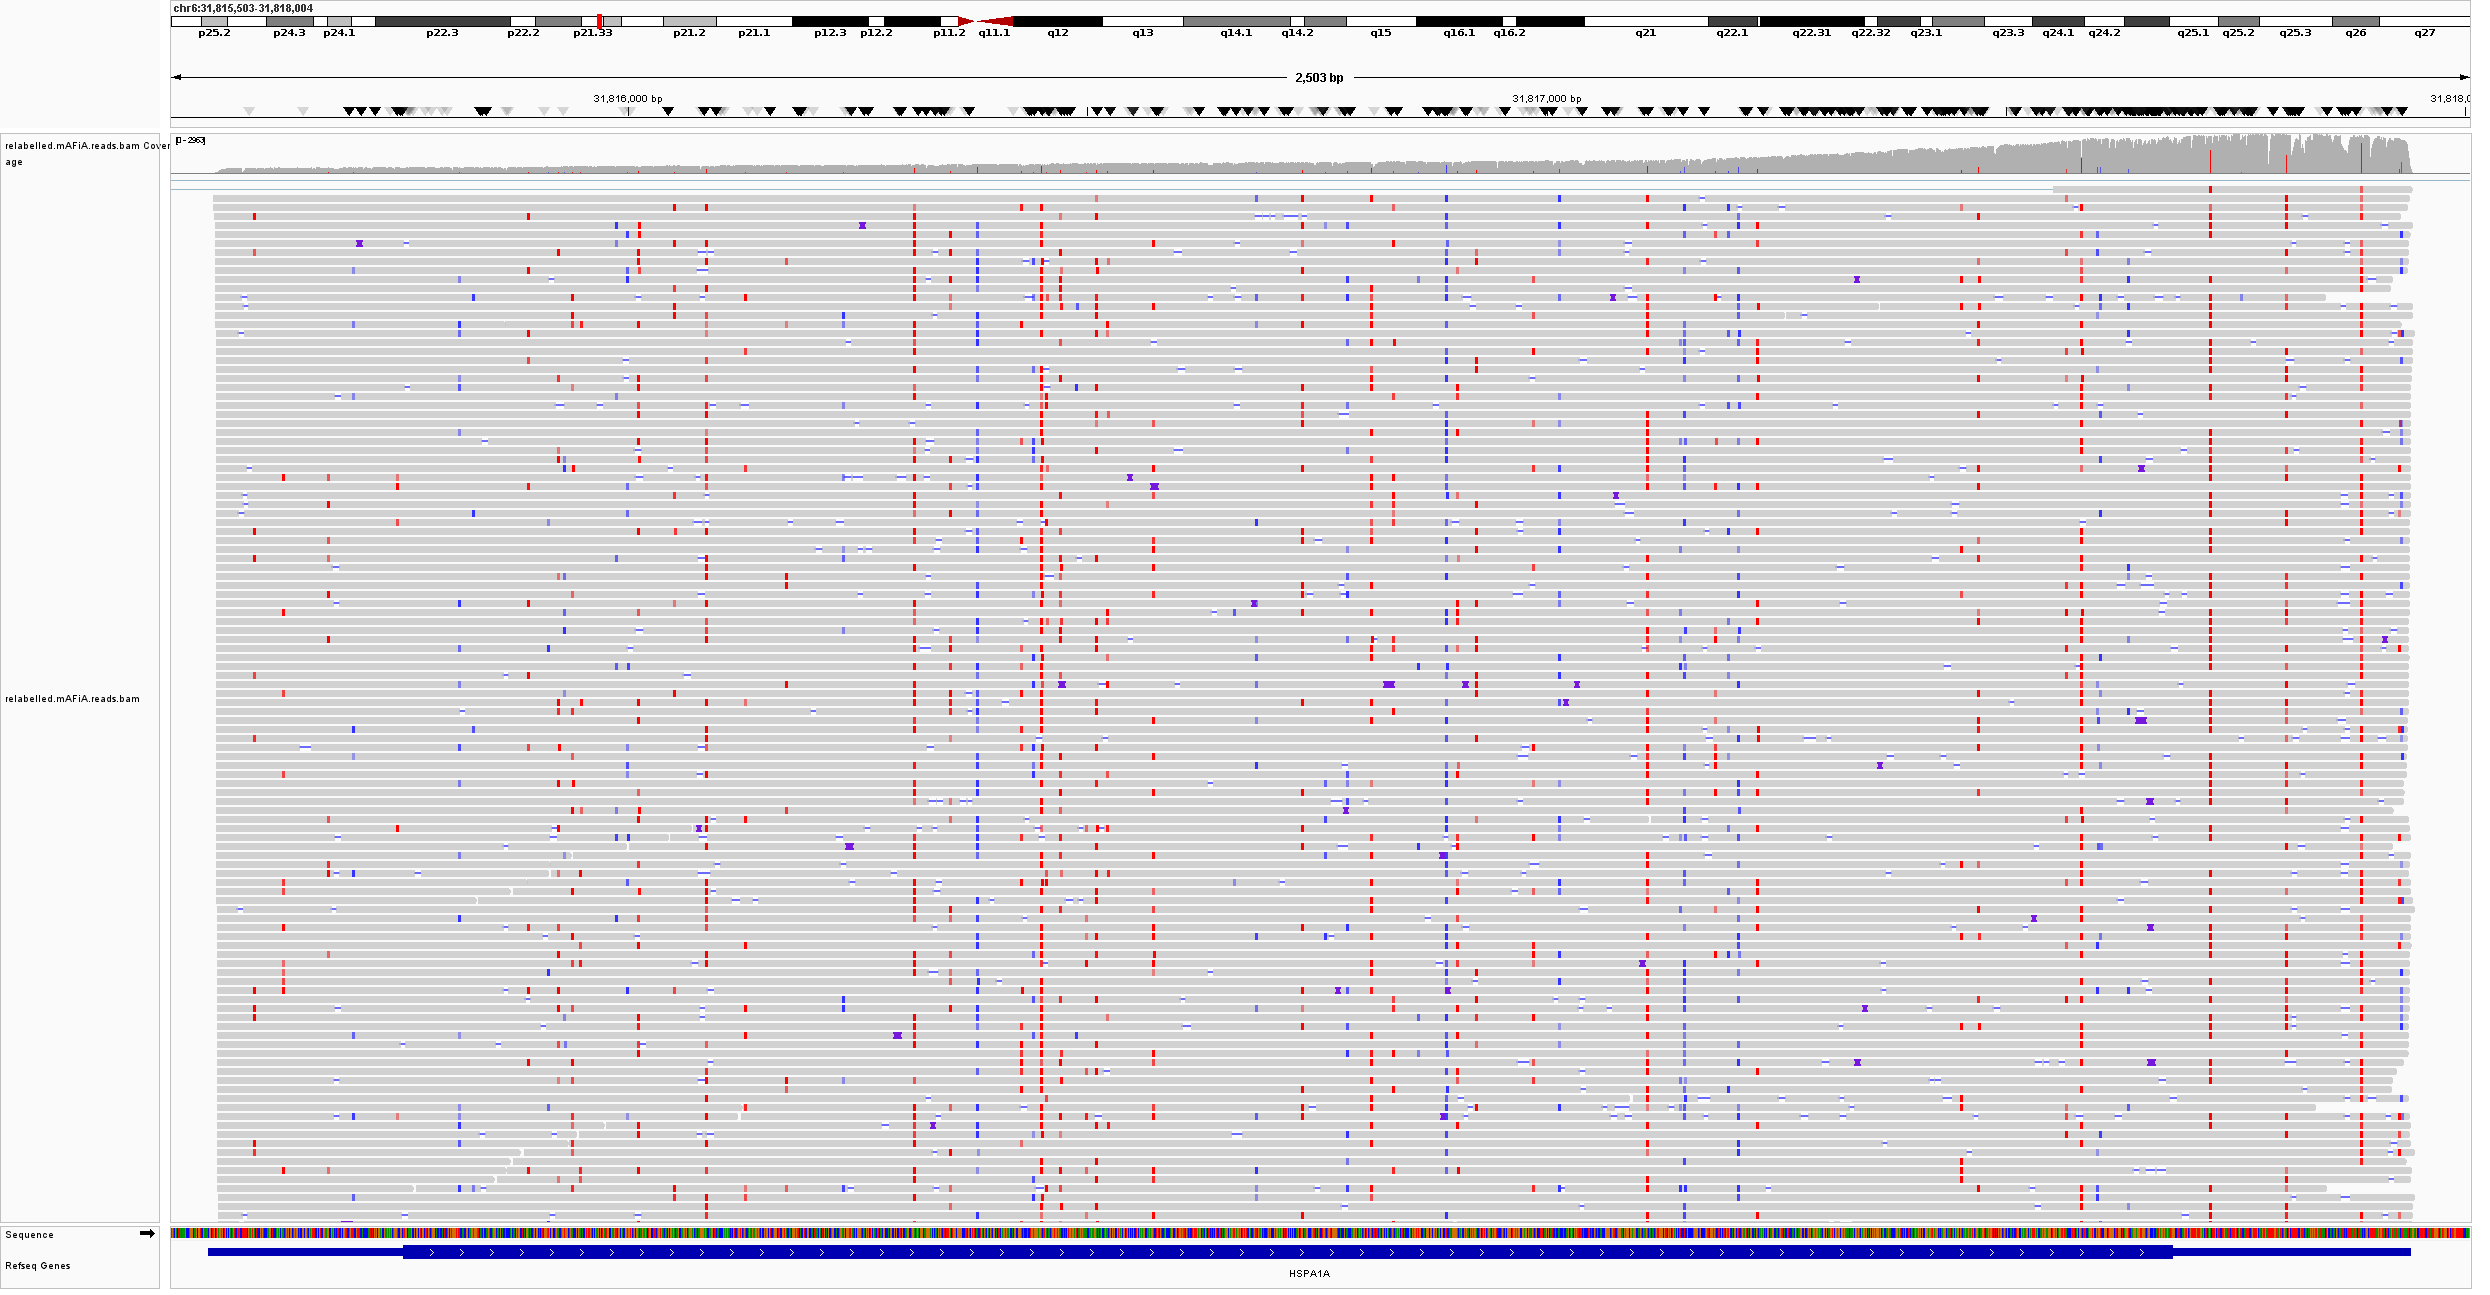 chr6:31,815,503-31,818,004
p25.2 p24.3 p24.1 p22.3 p22.2 p21.33 p21.2 p21.1 p12.3 p12.2 p11.2 q11.1 q12 q13 q14.1 q14.2 q15 q16.1 q16.2 q21 q22.1 q22.31 q22.32 q23.1 q23.3 q24.1 q24.2 q25.1 q25.2 q25.3 q26 q27
2,503 bp
31,816,000 bp 31,817,000 bp 31,818,0
relabelled.mAFiA.reads.bam Cover
age
[0-2963]
relabelled.mAFiA.reads.bam
Sequence
Refseq Genes
HSPA1A